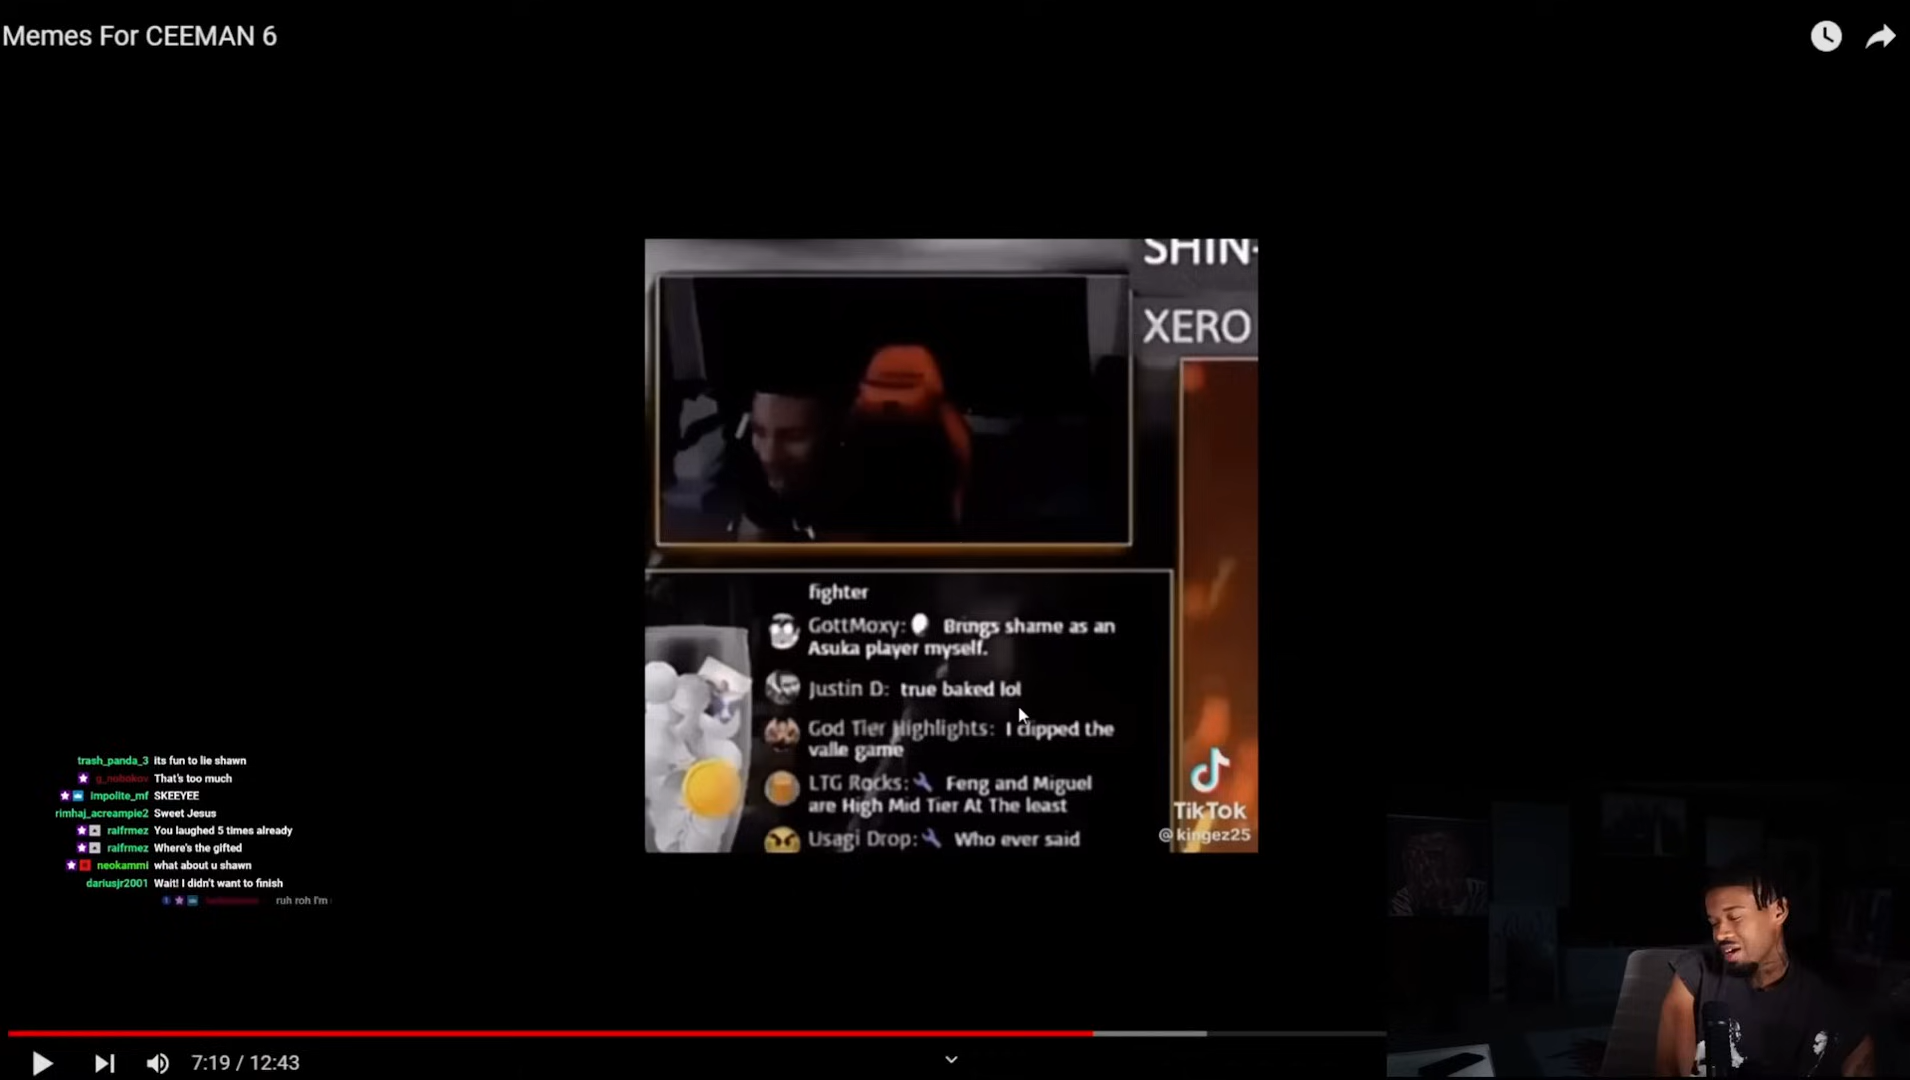 Memes For CEEMAN 6
SHIN-
XERO
fighter
GottMoxy: Brings shame as an
Asuka player myself.
Justin D: true baked lol
God Tier Highlights: I clipped the
valle game
LTG Rocks: Feng and Miguel
are High Mid Tier At The least
Usagi Drop: Who ever said
TikTok
@kingez25
trash_panda_3 its fun to lie shawn
g_nobokov That's too much
impolite_mf SKEEYEE
rimhaj_acreampie2 Sweet Jesus
ralfrmez You laughed 5 times already
ralfrmez Where's the gifted
neokammi what about u shawn
dariusjr2001 Wait! I didn't want to finish
ruh roh I'm
7:19 / 12:43